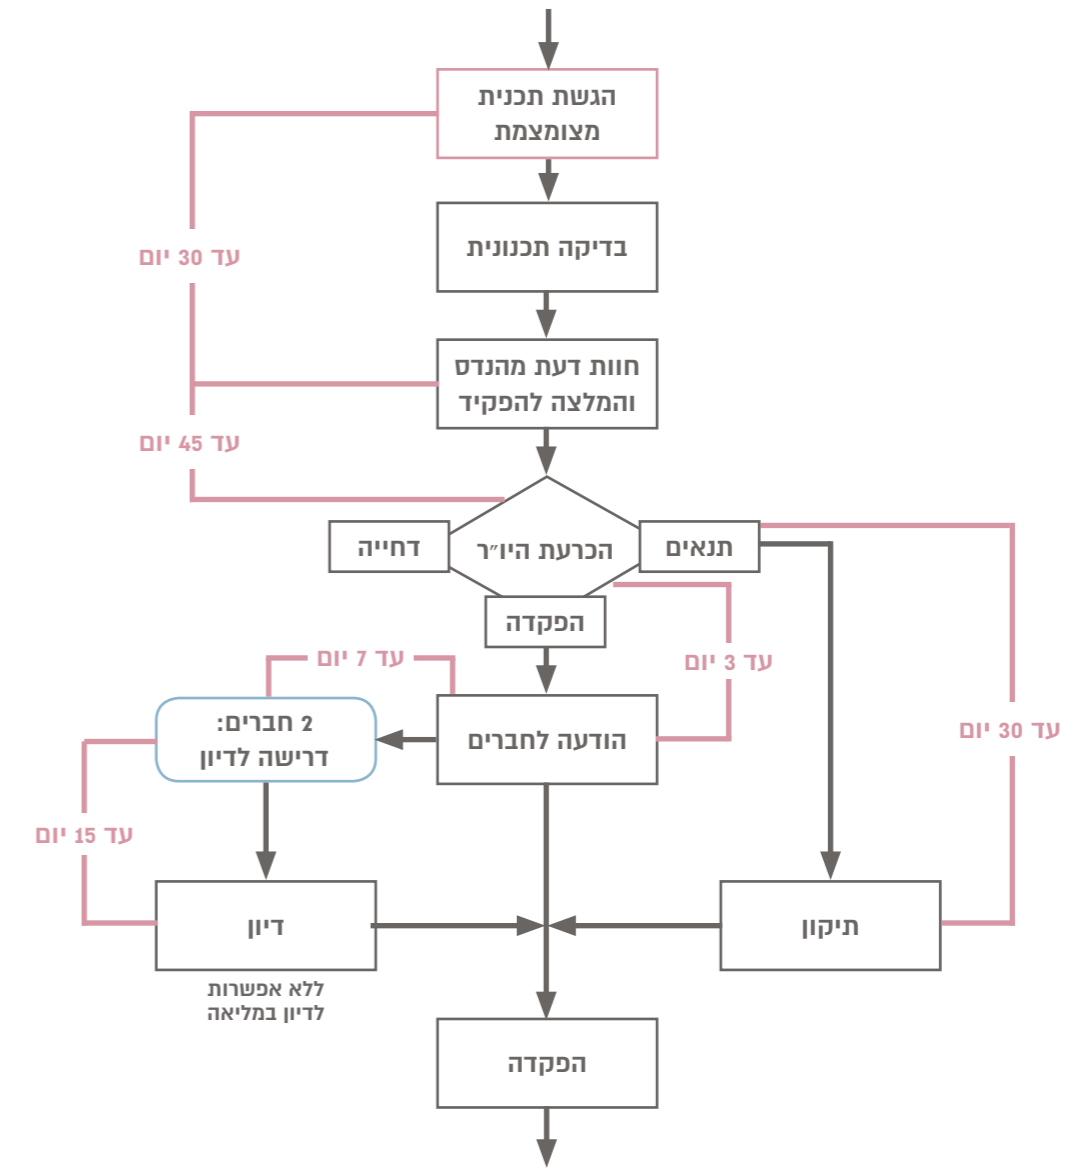 הגשת תכנית
מצומצמת
בדיקה תכנונית
עד 30 יום
חוות דעת מהנדס
והמלצה להפקיד
עד 45 יום
תנאים
הכרעת היו״ר
דחייה
הפקדה
עד 3 יום
עד 7 יום
הודעה לחברים
2 חברים:
דרישה לדיון
עד 30 יום
עד 15 יום
תיקון
דיון
ללא אפשרות
לדיון במליאה
הפקדה